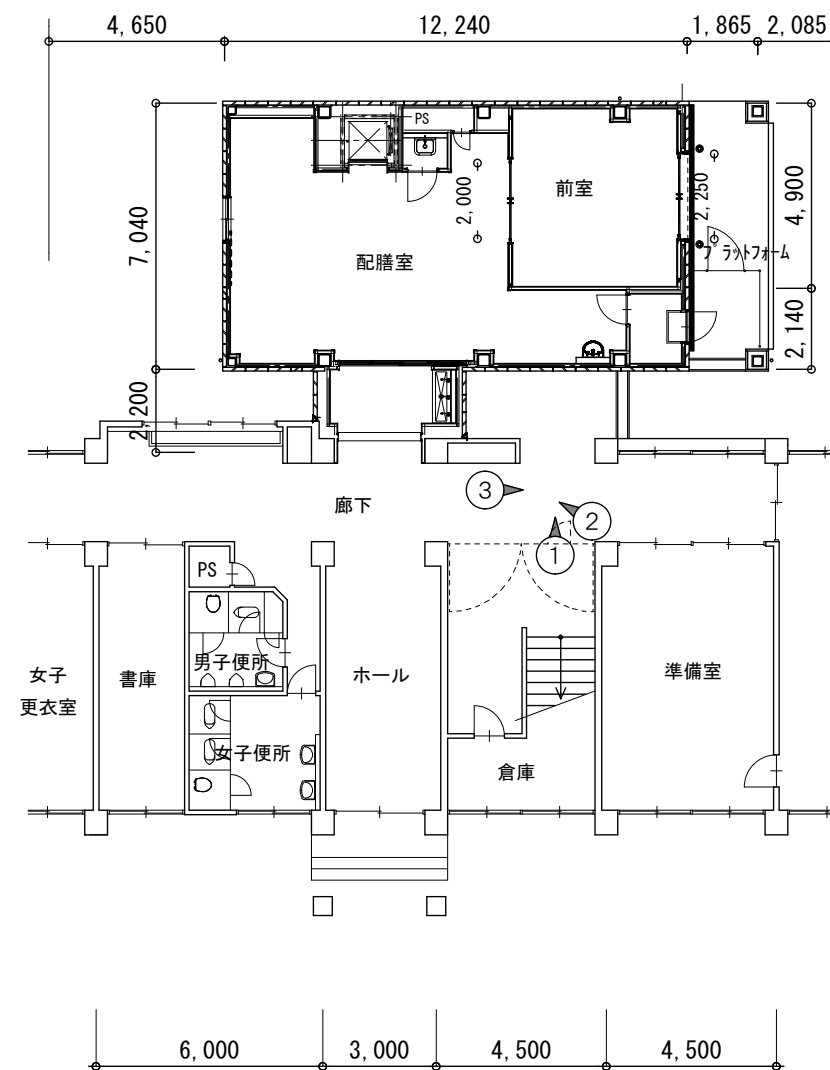 4,650
12,240
1,865
2,085
PS
2,000
前室
2,250
4,900
7,040
配膳室
プラットフォーム
2,140
2,200
③
廊下
②
①
PS
女子
更衣室
書庫
男子便所
ホール
準備室
女子便所
倉庫
6,000
3,000
4,500
4,500